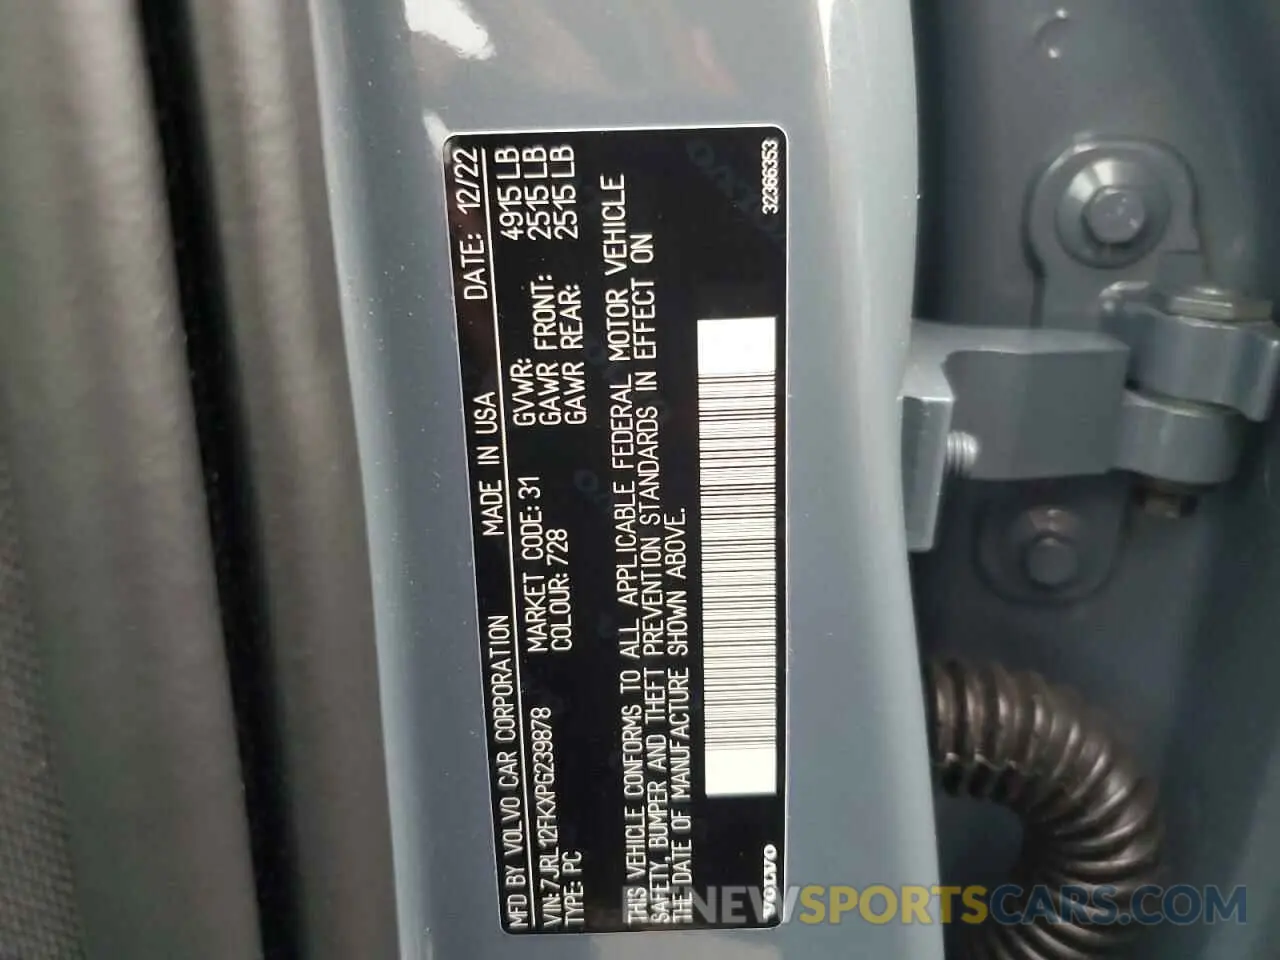 MFD BY VOLVO CAR CORPORATION MADE IN USA DATE: 12/22
VIN: 7JRL12FKXPG239878 MARKET CODE: 31 GVWR: 4915 LB
TYPE: PC COLOUR: 728 GAWR FRONT: 2515 LB
GAWR REAR: 2515 LB
THIS VEHICLE CONFORMS TO ALL APPLICABLE FEDERAL MOTOR VEHICLE
SAFETY, BUMPER AND THEFT PREVENTION STANDARDS IN EFFECT ON
THE DATE OF MANUFACTURE SHOWN ABOVE.
VOLVO 32366353
RENEWSPORTSCARS.COM